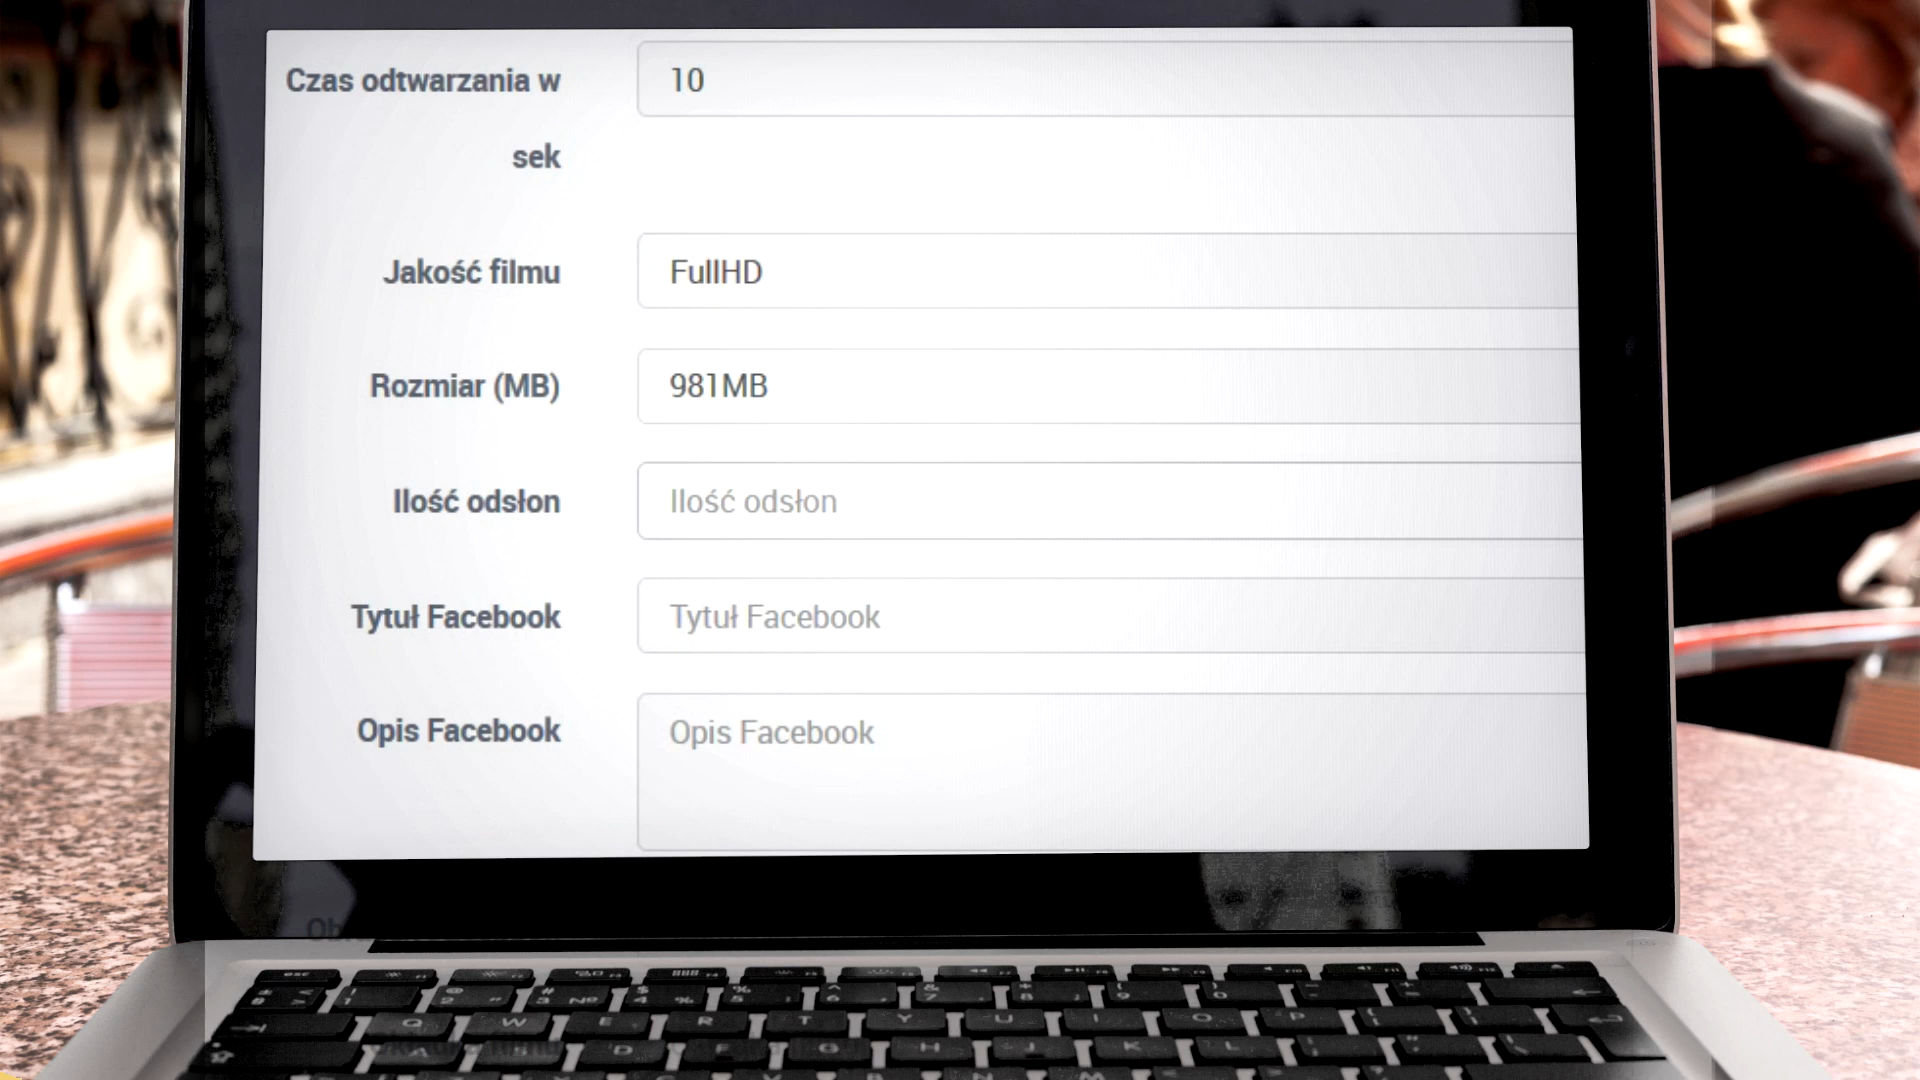 Czas odtwarzania w
sek
10
Jakość filmu
FullHD
Rozmiar (MB)
981MB
Ilość odsłon
Ilość odsłon
Tytuł Facebook
Tytuł Facebook
Opis Facebook
Opis Facebook
esc
Q W E R T Y U I O P
A S D F G H J K L